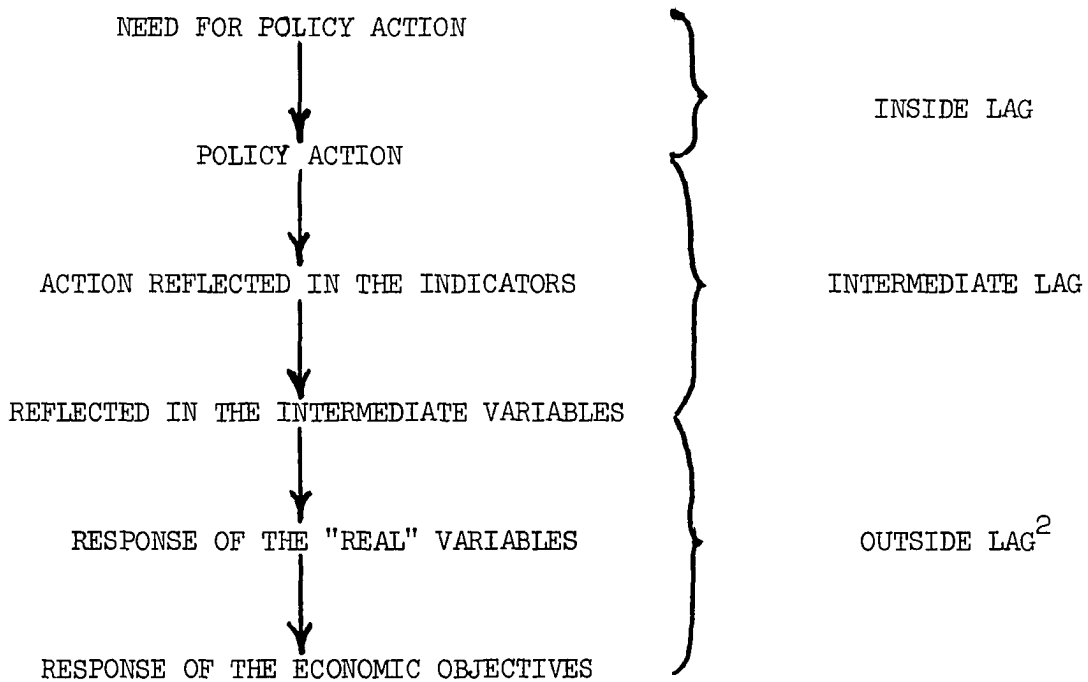 NEED FOR POLICY ACTION
INSIDE LAG
POLICY ACTION
ACTION REFLECTED IN THE INDICATORS
INTERMEDIATE LAG
REFLECTED IN THE INTERMEDIATE VARIABLES
RESPONSE OF THE "REAL" VARIABLES
OUTSIDE LAG2
RESPONSE OF THE ECONOMIC OBJECTIVES